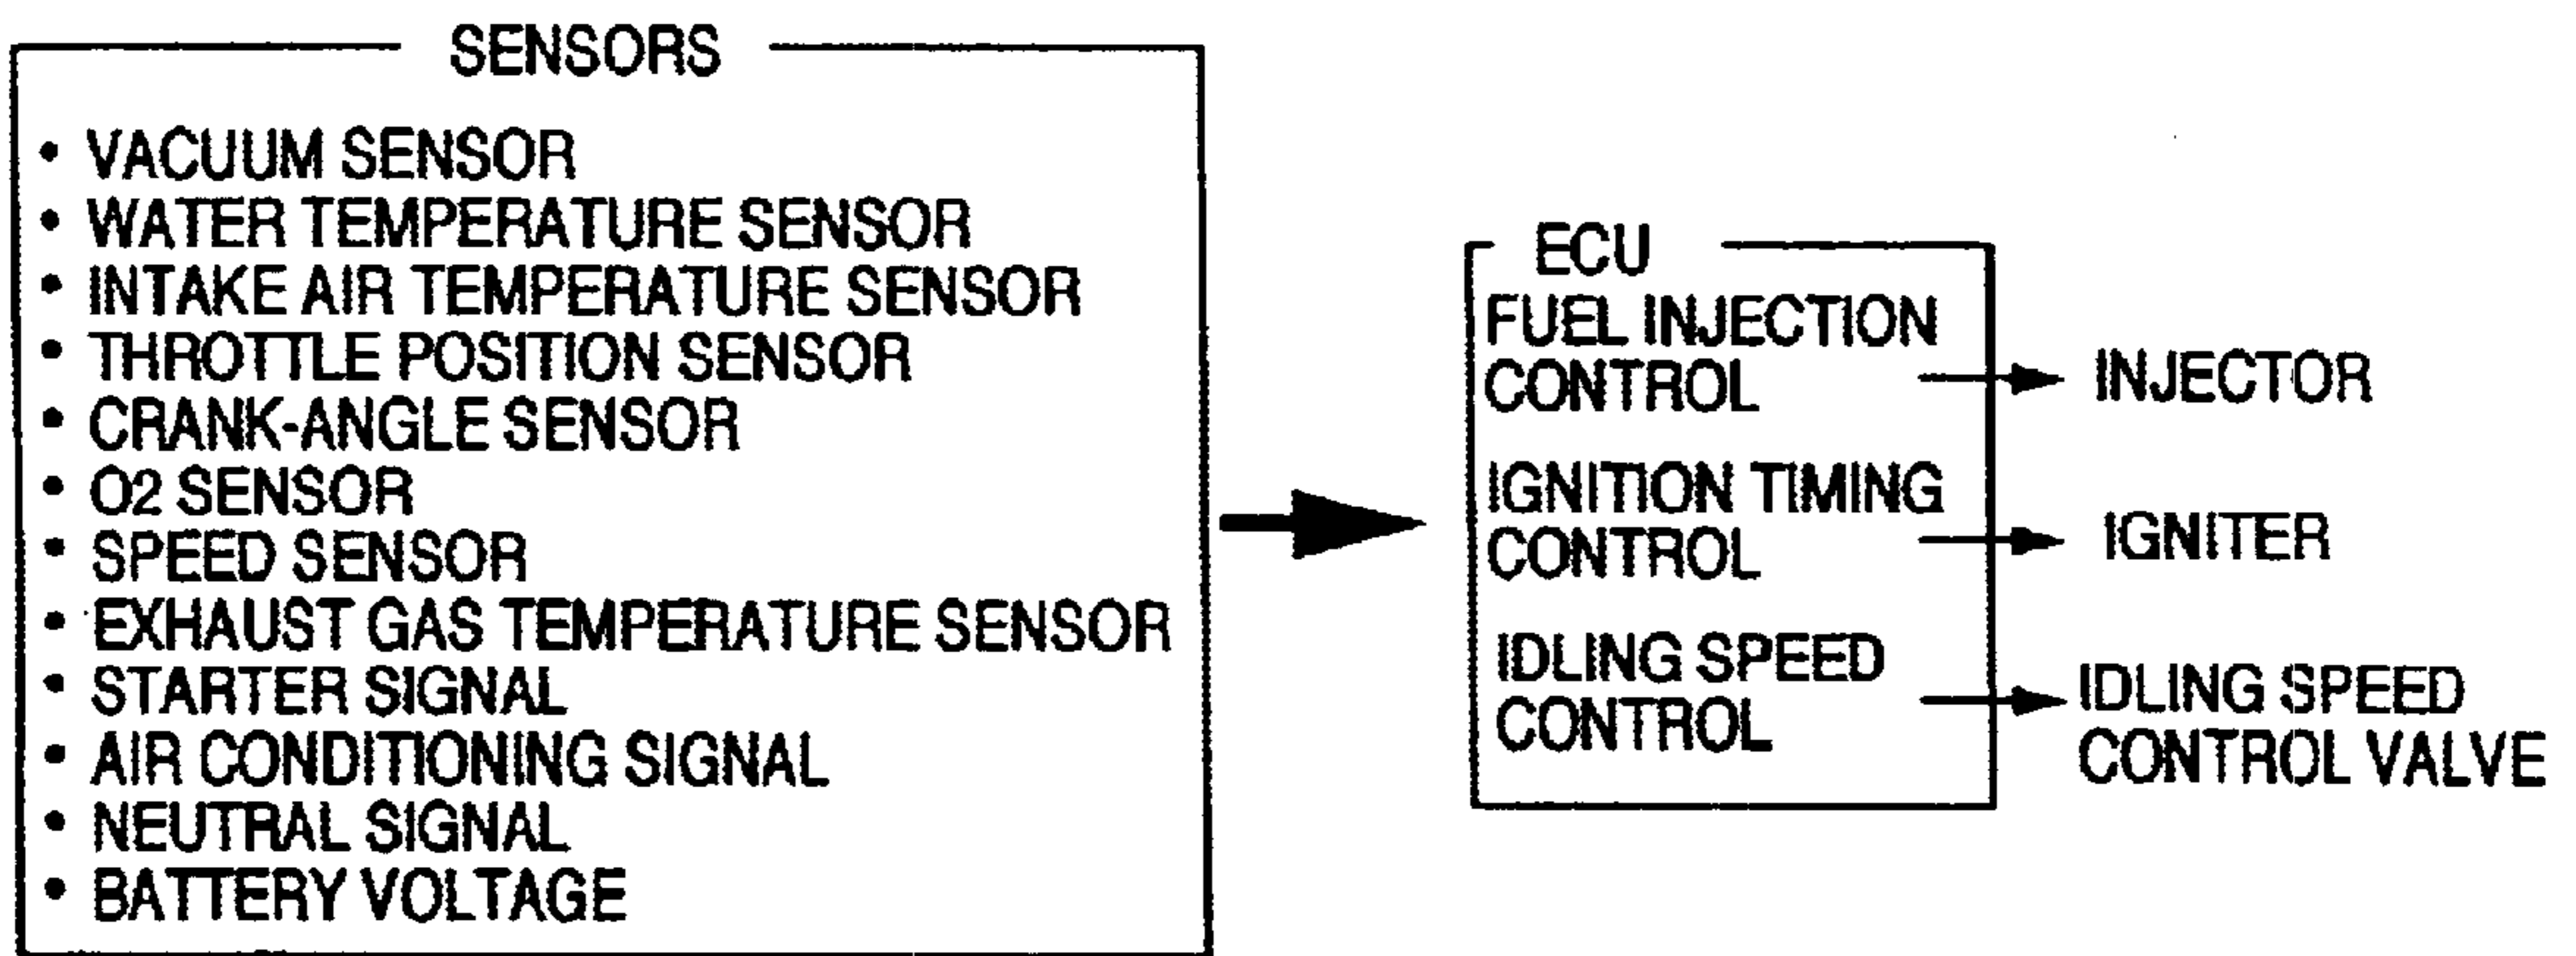 SENSORS
• VACUUM SENSOR
• WATER TEMPERATURE SENSOR
• INTAKE AIR TEMPERATURE SENSOR
• THROTTLE POSITION SENSOR
• CRANK-ANGLE SENSOR
• O2 SENSOR
• SPEED SENSOR
• EXHAUST GAS TEMPERATURE SENSOR
• STARTER SIGNAL
• AIR CONDITIONING SIGNAL
• NEUTRAL SIGNAL
• BATTERY VOLTAGE
ECU
FUEL INJECTION
CONTROL
IGNITION TIMING
CONTROL
IDLING SPEED
CONTROL
INJECTOR
IGNITER
IDLING SPEED
CONTROL VALVE